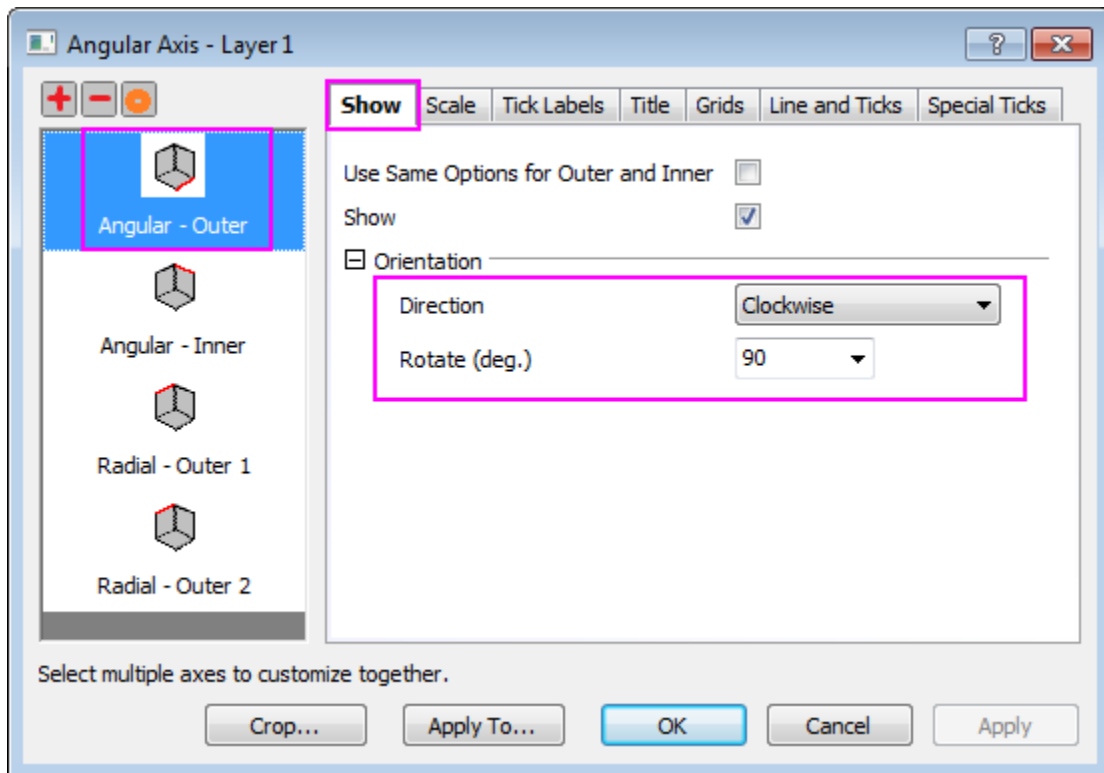 Angular Axis - Layer 1
Show Scale Tick Labels Title Grids Line and Ticks Special Ticks
Angular - Outer
Angular - Inner
Radial - Outer 1
Radial - Outer 2
Use Same Options for Outer and Inner
Show
Orientation
Direction Clockwise
Rotate (deg.) 90
Select multiple axes to customize together.
Crop... Apply To... OK Cancel Apply